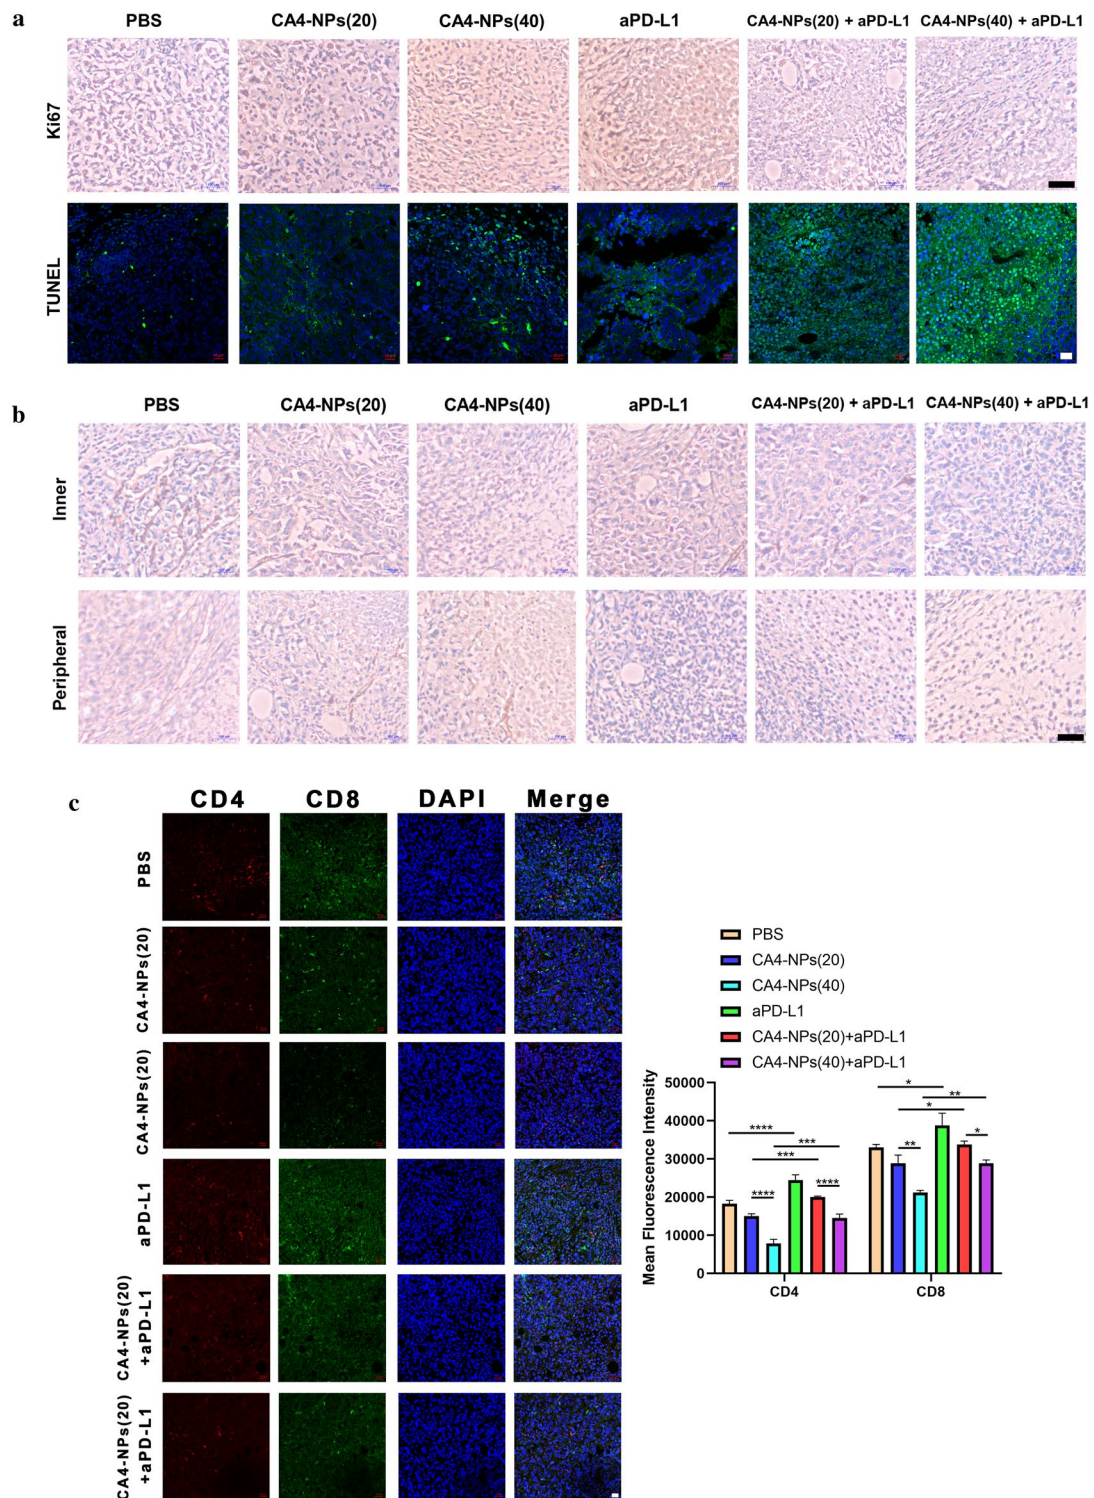 a
PBS CA4-NPs(20) CA4-NPs(40) aPD-L1 CA4-NPs(20) + aPD-L1 CA4-NPs(40) + aPD-L1
Ki67
TUNEL
b
PBS CA4-NPs(20) CA4-NPs(40) aPD-L1 CA4-NPs(20) + aPD-L1 CA4-NPs(40) + aPD-L1
Inner
Peripheral
c
CD4 CD8 DAPI Merge
PBS
CA4-NPs(20)
CA4-NPs(20)
aPD-L1
CA4-NPs(20)
+aPD-L1
CA4-NPs(20)
+aPD-L1
PBS
CA4-NPs(20)
CA4-NPs(40)
aPD-L1
CA4-NPs(20)+aPD-L1
CA4-NPs(40)+aPD-L1
Mean Fluorescence Intensity
50000
40000
30000
20000
10000
0
*
**
*
**
*
****
***
***
****
****
CD4 CD8